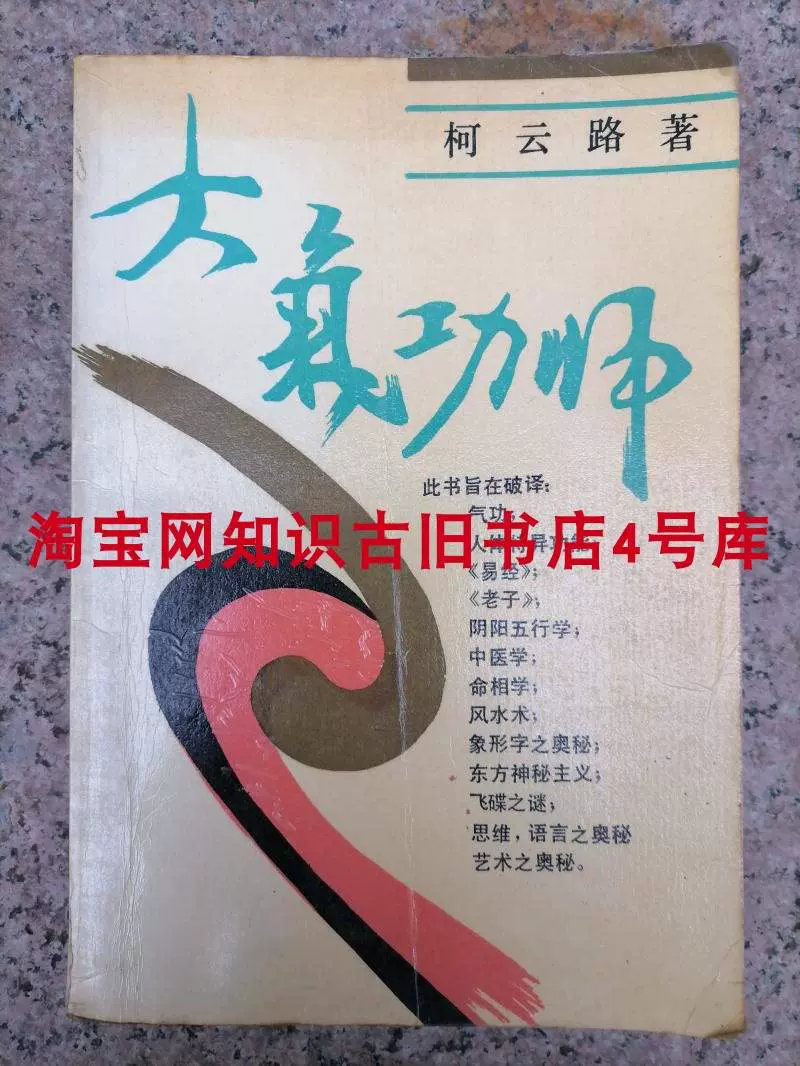 柯云路 著
大氣功师
此书旨在破译：
气功；
淘宝网知识古旧书店4号库
《易经》；
《老子》；
阴阳五行学；
中医学；
命相学；
风水术；
象形字之奥秘；
东方神秘主义；
飞碟之谜；
思维，语言之奥秘
艺术之奥秘。